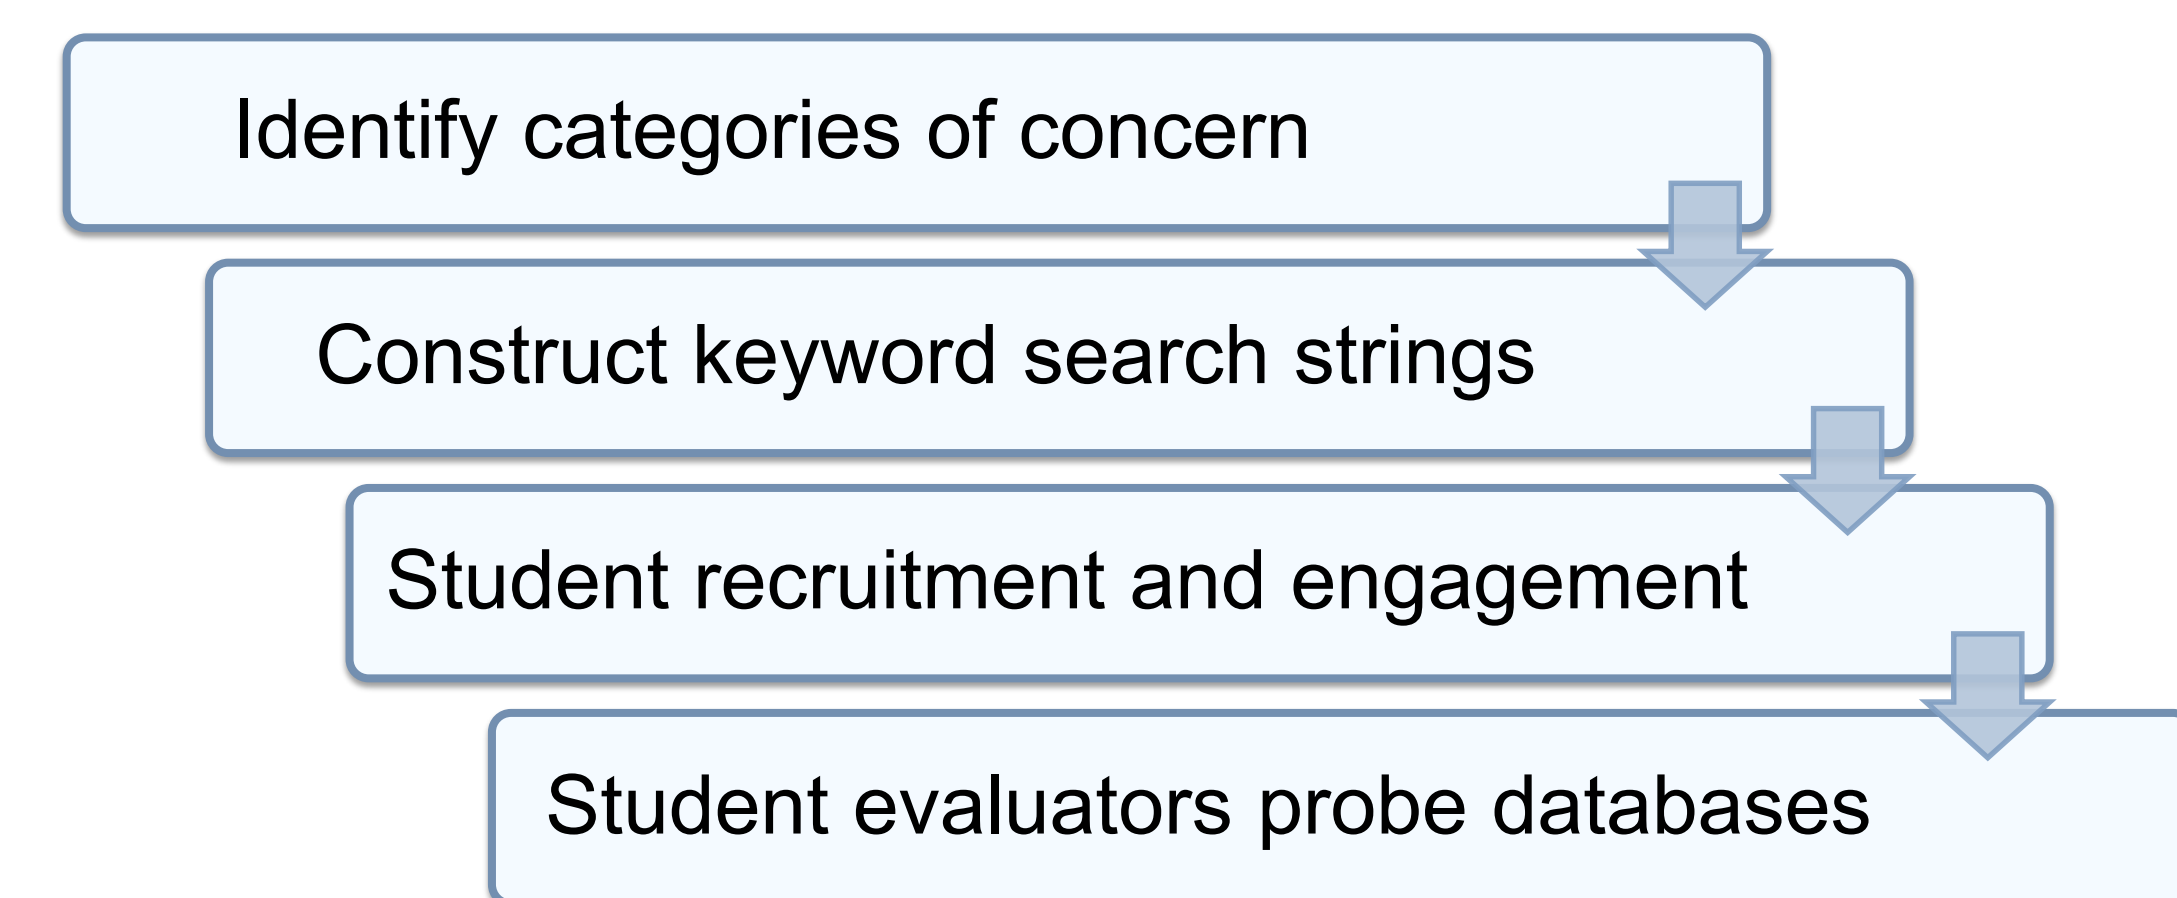 Identify categories of concern
Construct keyword search strings
Student recruitment and engagement
Student evaluators probe databases